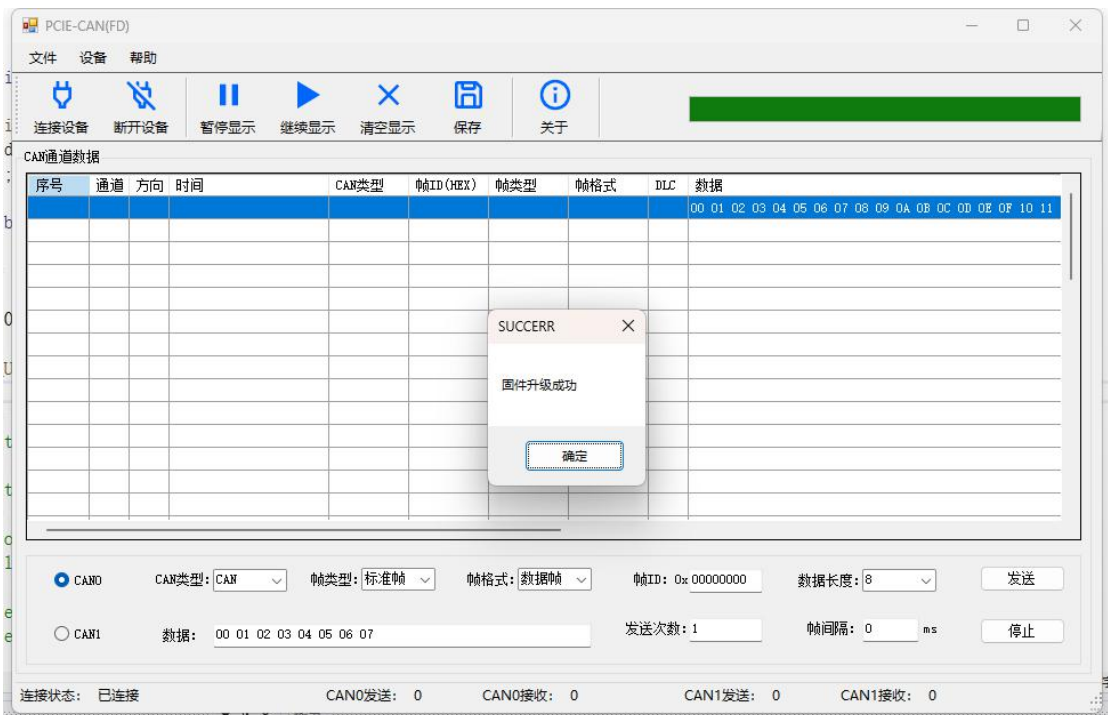 PCIE-CAN(FD)
文件 设备 帮助
连接设备 断开设备 暂停显示 继续显示 清空显示 保存 关于
CAN通道数据
序号 通道 方向 时间 CAN类型 帧ID(HEX) 帧类型 帧格式 DLC 数据
00 01 02 03 04 05 06 07 08 09 0A 0B 0C 0D 0E 0F 10 11
SUCCERR
固件升级成功
确定
CAN0 CAN类型: CAN 帧类型: 标准帧 帧格式: 数据帧 帧ID: 0x 00000000 数据长度: 8 发送
CAN1 数据: 00 01 02 03 04 05 06 07 发送次数: 1 帧间隔: 0 ms 停止
连接状态: 已连接 CAN0发送: 0 CAN0接收: 0 CAN1发送: 0 CAN1接收: 0